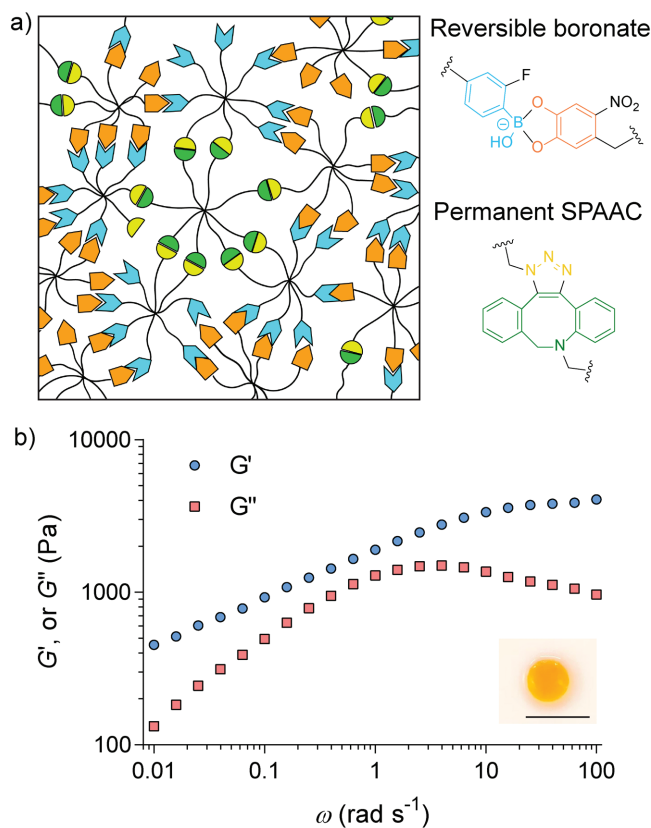 a)
Reversible boronate
F
NO₂
B
⊖
O
HO
O
Permanent SPAAC
N
N
N
N
b)
10000
1000
100
G', or G'' (Pa)
G'
G''
0.01
0.1
1
10
100
ω (rad s⁻¹)